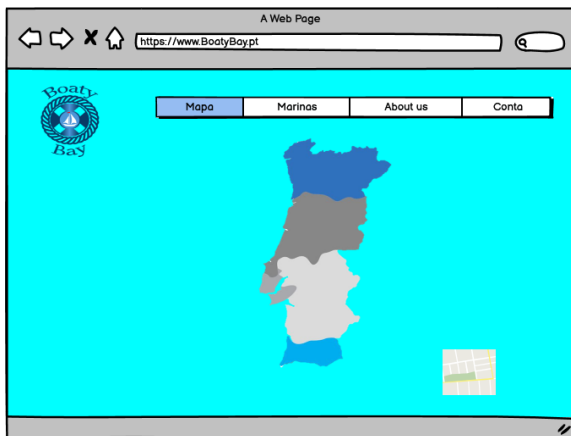 A Web Page
https://www.BoatyBay.pt
Boaty
Bay
Mapa Marinas About us Conta